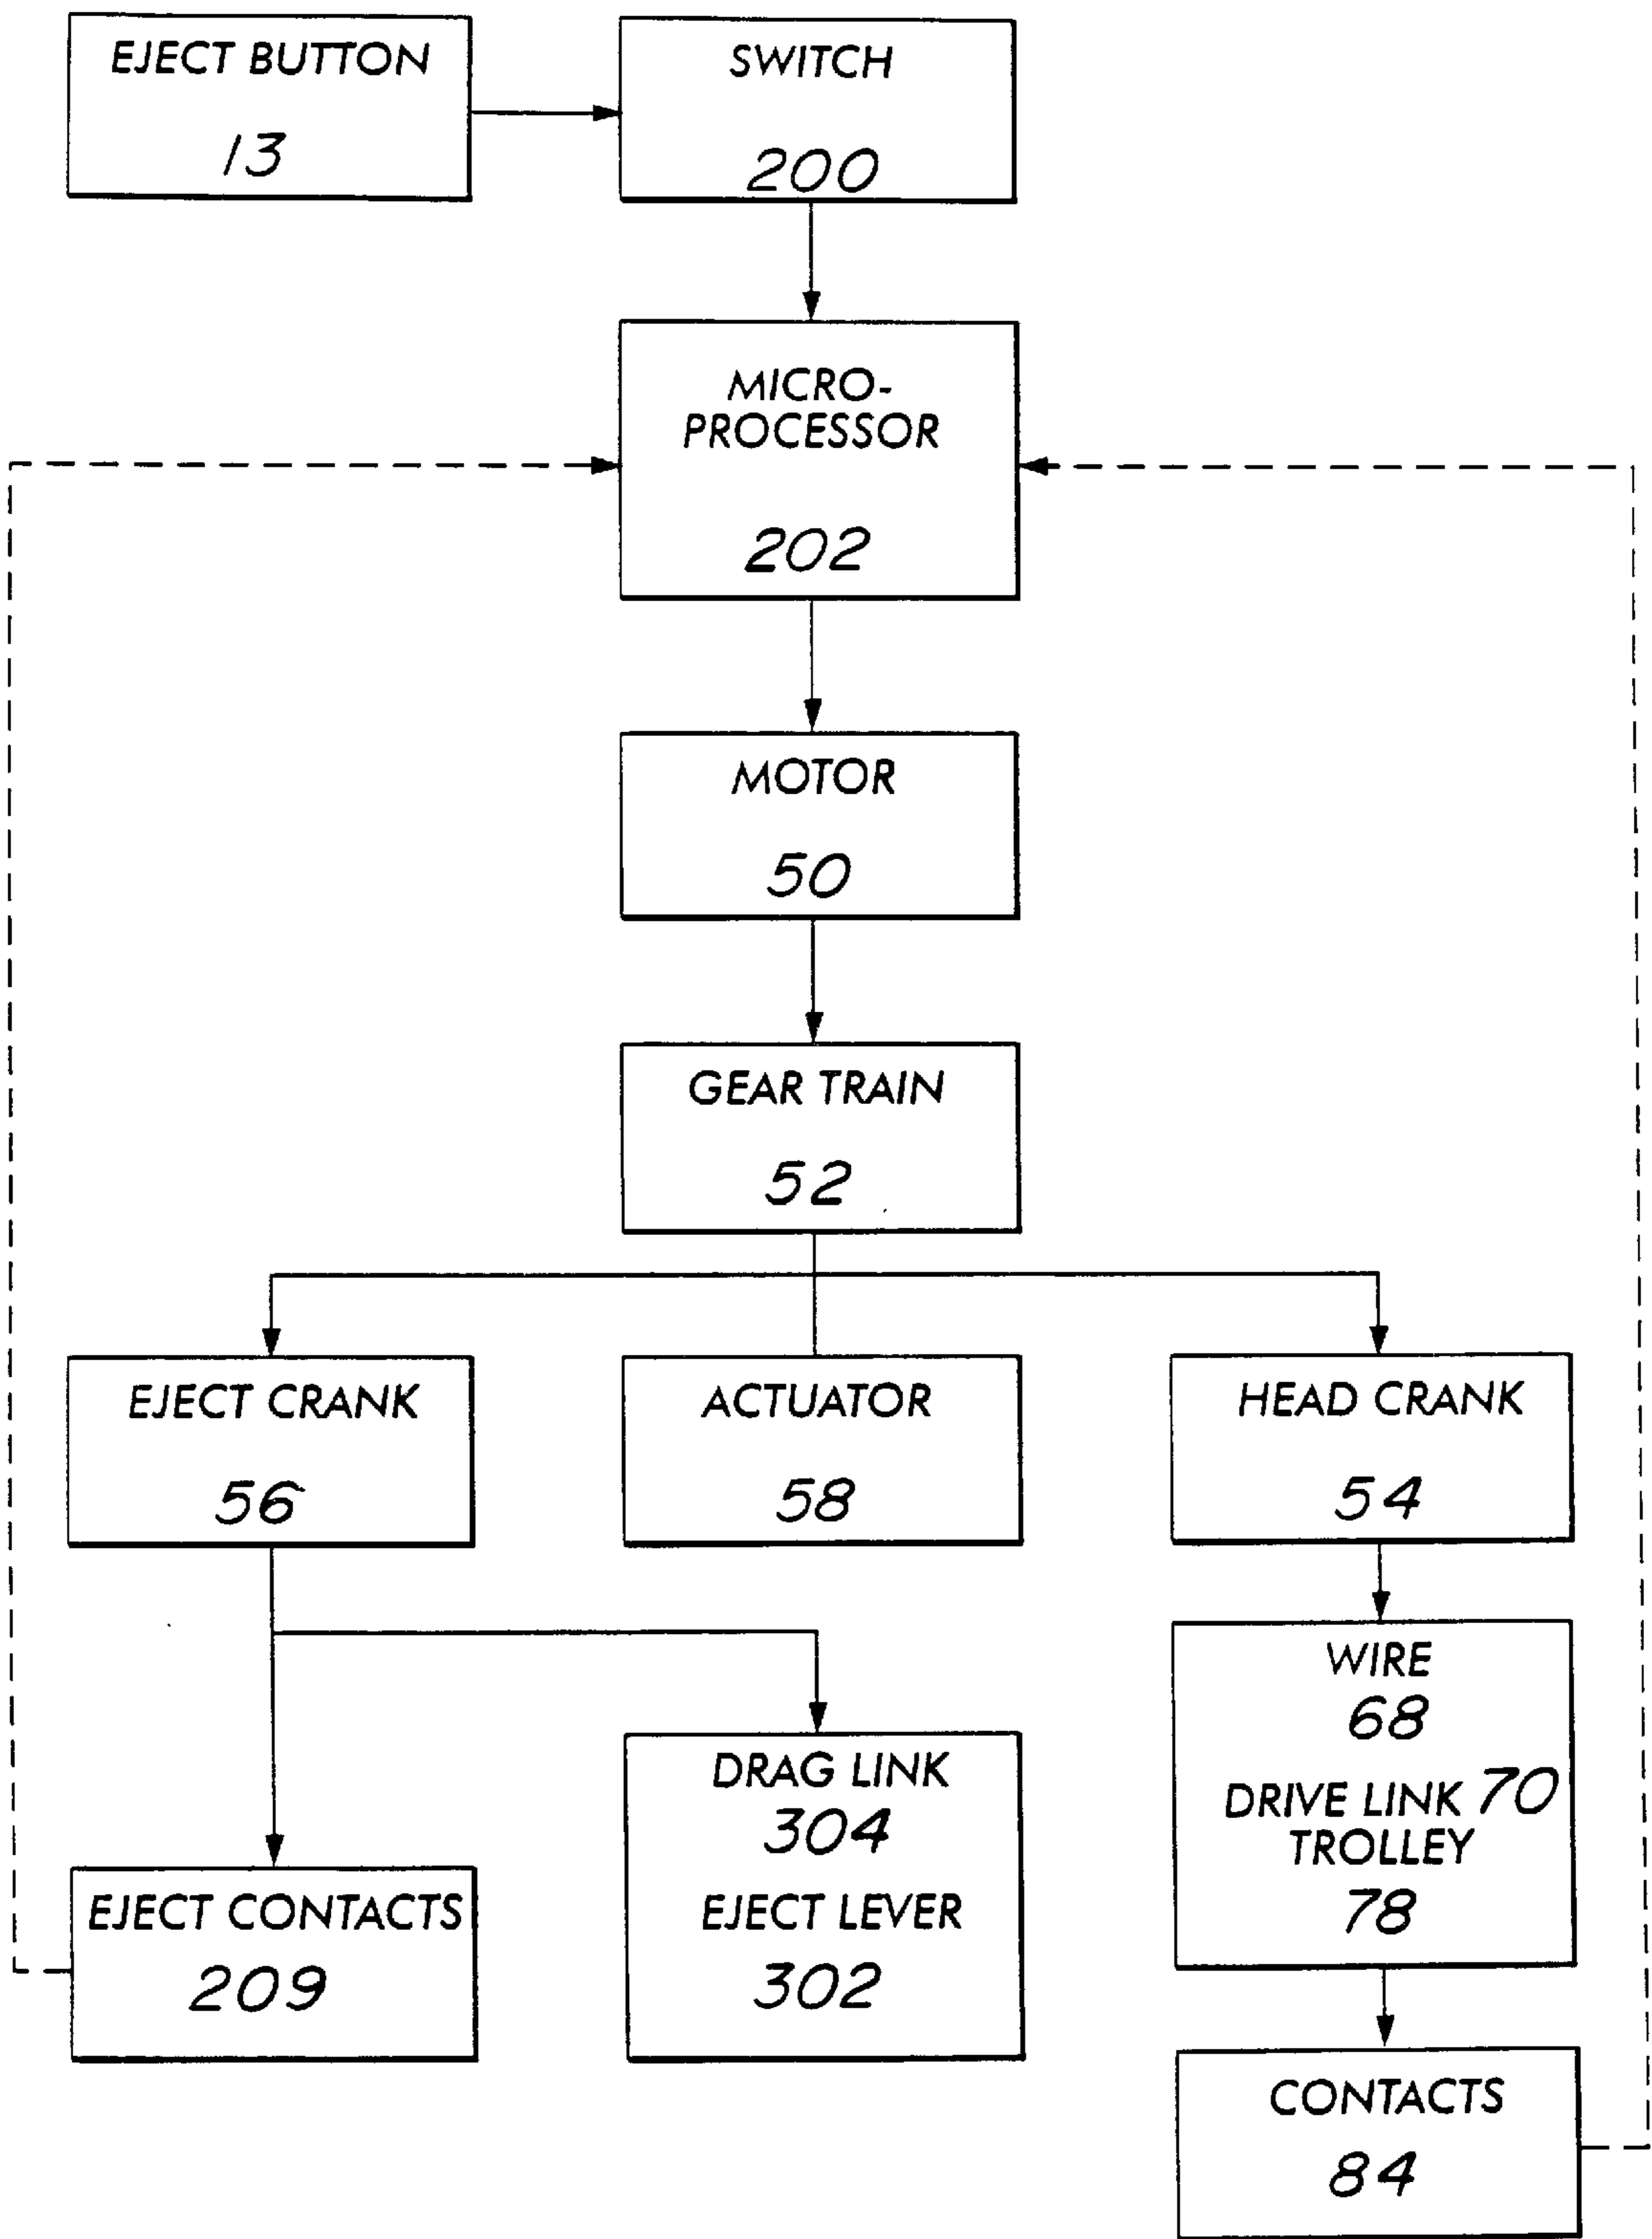 EJECT BUTTON
13
SWITCH
200
MICRO-
PROCESSOR
202
MOTOR
50
GEAR TRAIN
52
EJECT CRANK
56
ACTUATOR
58
HEAD CRANK
54
WIRE
68
DRIVE LINK 70
TROLLEY
78
DRAG LINK
304
EJECT LEVER
302
EJECT CONTACTS
209
CONTACTS
84